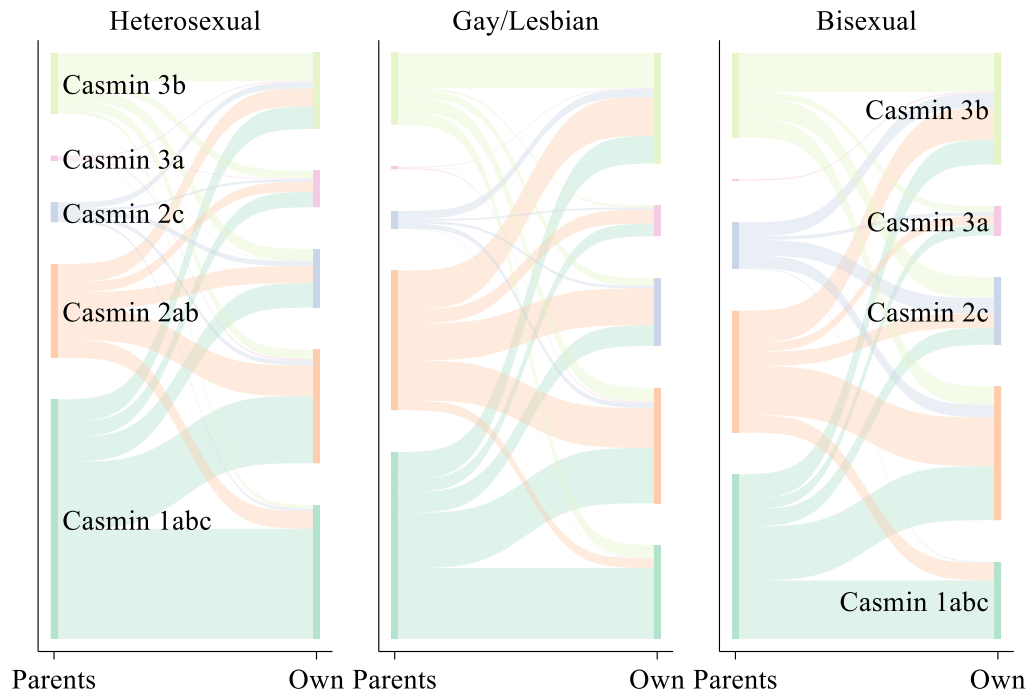 Heterosexual
Gay/Lesbian
Bisexual
Casmin 3b
Casmin 3a
Casmin 2c
Casmin 2ab
Casmin 1abc
Casmin 3b
Casmin 3a
Casmin 2c
Casmin 1abc
Parents
Own
Parents
Own
Parents
Own